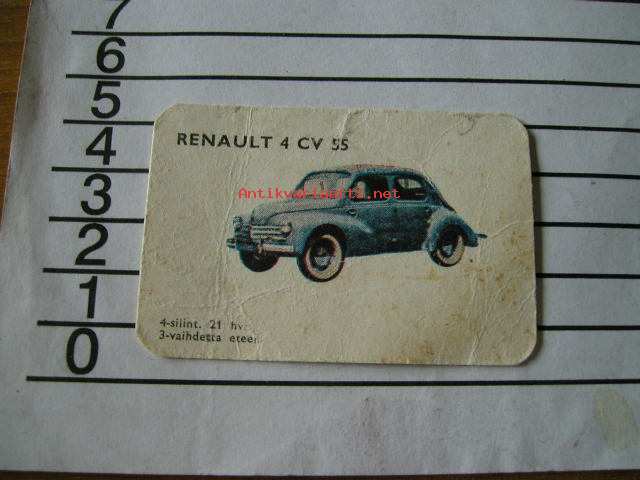 7
6
5
4
3
2
1
0
RENAULT 4 CV 55
Antikvariaatti.net
4-silint. 21 hv.
3-vaihdetta eteen